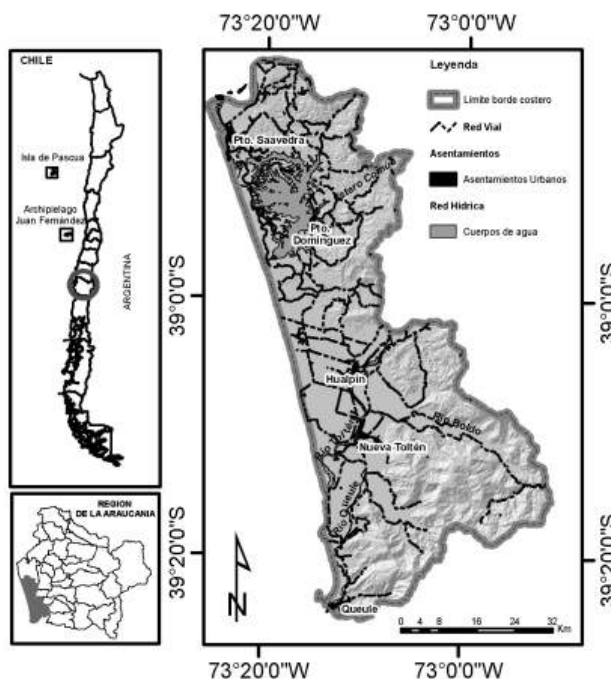 CHILE
Isla de Pascua
Archipielago
Juan Fernández
ARGENTINA
REGION
DE LA ARAUCANIA
73°20'0"W
73°0'0"W
39°0'0"S
39°20'0"S
39°0'0"S
39°20'0"S
73°20'0"W
73°0'0"W
Pto. Saavedra
Estero
Pto.
Domínguez
Hualpín
Río Boldo
Río
Nueva Toltén
Río Queule
Queule
N
Leyenda
Limite borde costero
Red Vial
Asentamientos
Asentamientos Urbanos
Red Hídrica
Cuerpos de agua
0 4 8 16 24 32
Km